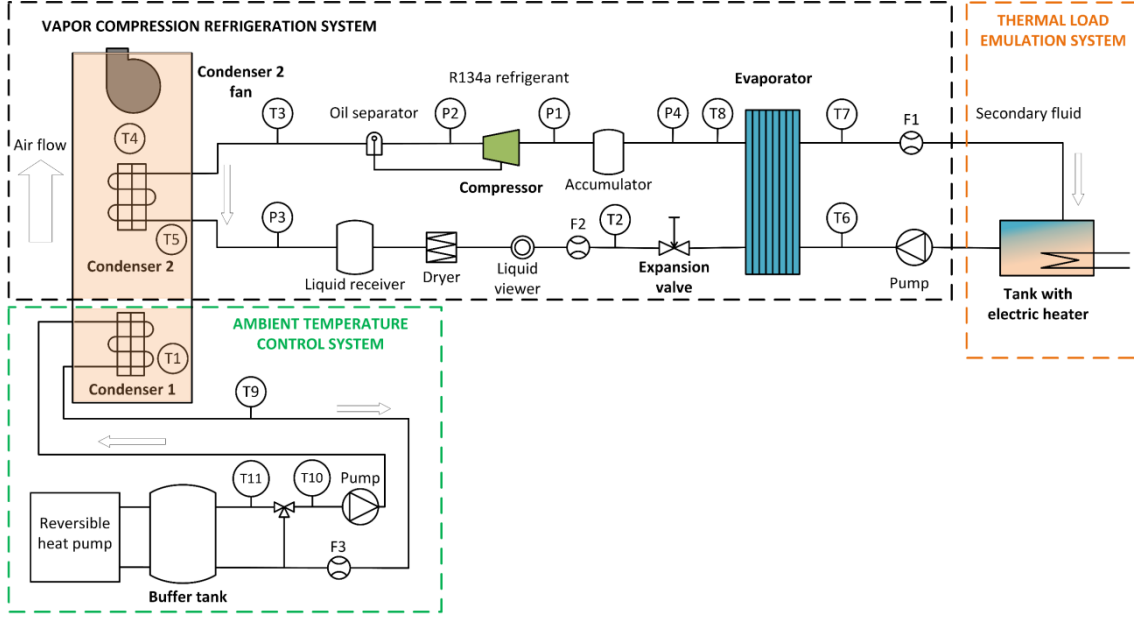 VAPOR COMPRESSION REFRIGERATION SYSTEM
THERMAL LOAD
EMULATION SYSTEM
Condenser 2
fan
R134a refrigerant
Evaporator
T3
Oil separator
P2
P1
P4
T8
T7
F1
Secondary fluid
T4
Air flow
Compressor
Accumulator
T5
Condenser 2
P3
F2
T2
T6
Liquid receiver
Dryer
Liquid
viewer
Expansion
valve
Pump
Tank with
electric heater
AMBIENT TEMPERATURE
CONTROL SYSTEM
T1
Condenser 1
T9
T11
T10
Pump
Reversible
heat pump
F3
Buffer tank